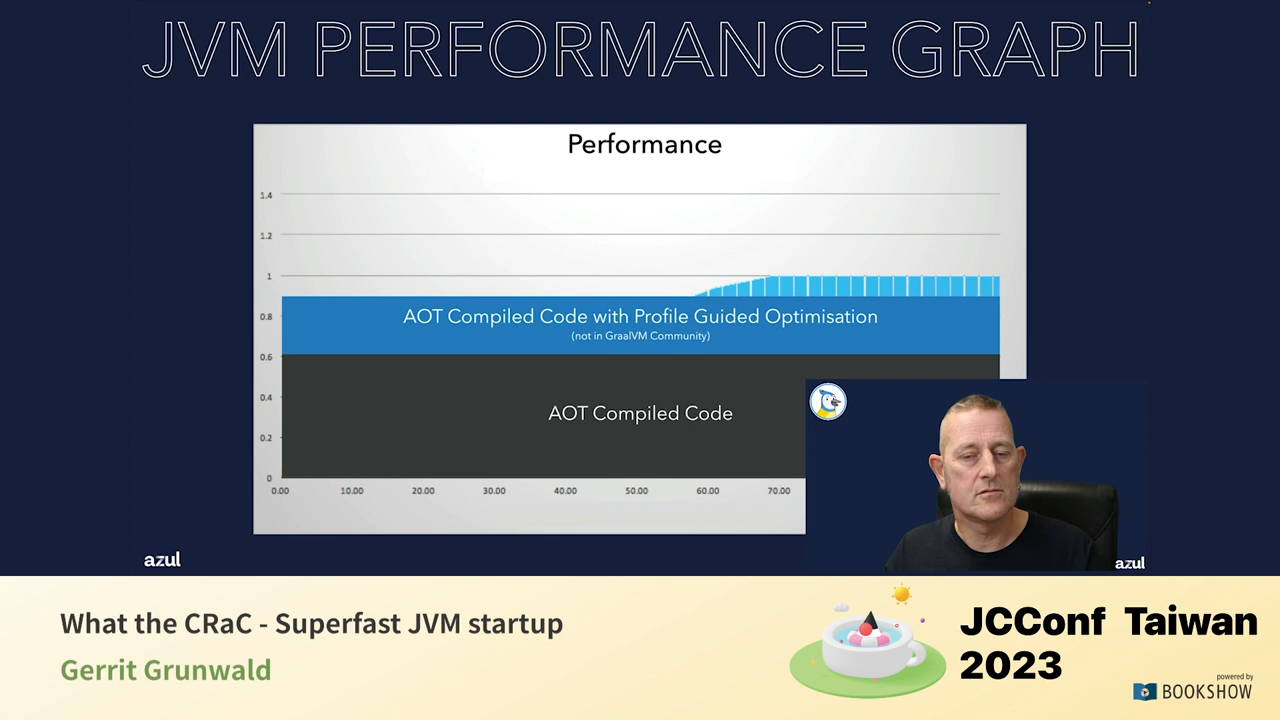 JVM PERFORMANCE GRAPH
Performance
1.4
1.2
1
0.8
0.6
0.4
0.2
0
AOT Compiled Code with Profile Guided Optimisation
(not in GraalVM Community)
AOT Compiled Code
0.00 10.00 20.00 30.00 40.00 50.00 60.00 70.00
azul
azul
What the CRaC - Superfast JVM startup
Gerrit Grunwald
JCConf Taiwan
2023
powered by
BOOKSHOW